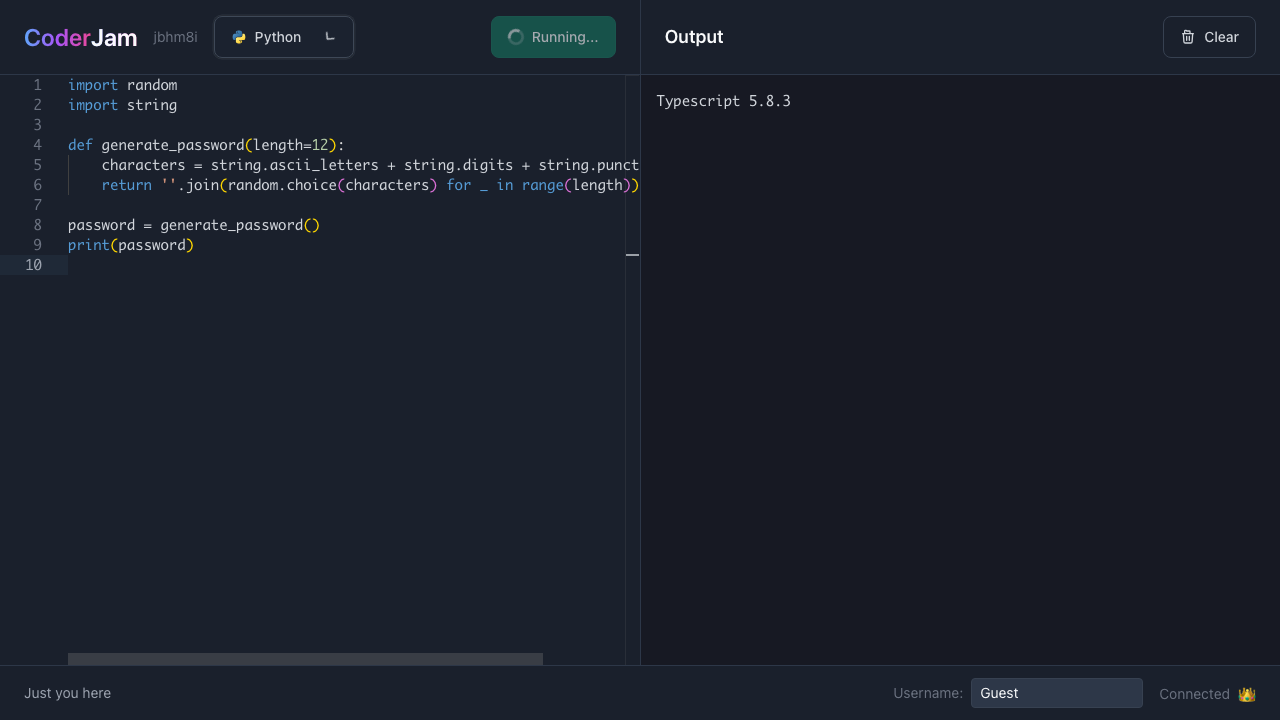 CoderJam jbhm8i Python Running... Output Clear
1 import random
2 import string
3
4 def generate_password(length=12):
5     characters = string.ascii_letters + string.digits + string.punct
6     return ''.join(random.choice(characters) for _ in range(length))
7
8 password = generate_password()
9 print(password)
10
Typescript 5.8.3
Just you here Username: Guest Connected